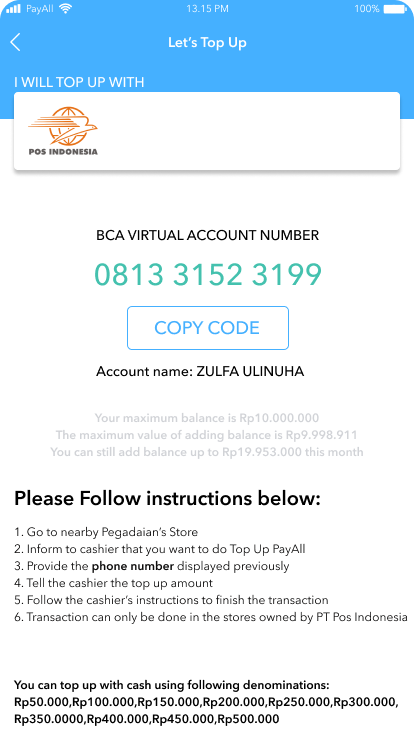 PayAll 13.15 PM 100%
Let's Top Up
I WILL TOP UP WITH
POS INDONESIA
BCA VIRTUAL ACCOUNT NUMBER
0813 3152 3199
COPY CODE
Account name: ZULFA ULINUHA
Your maximum balance is Rp10.000.000
The maximum value of adding balance is Rp9.998.911
You can still add balance up to Rp19.953.000 this month
Please Follow instructions below:
1. Go to nearby Pegadaian's Store
2. Inform to cashier that you want to do Top Up PayAll
3. Provide the phone number displayed previously
4. Tell the cashier the top up amount
5. Follow the cashier's instructions to finish the transaction
6. Transaction can only be done in the stores owned by PT Pos Indonesia
You can top up with cash using following denominations:
Rp50.000,Rp100.000,Rp150.000,Rp200.000,Rp250.000,Rp300.000,
Rp350.0000,Rp400.000,Rp450.000,Rp500.000